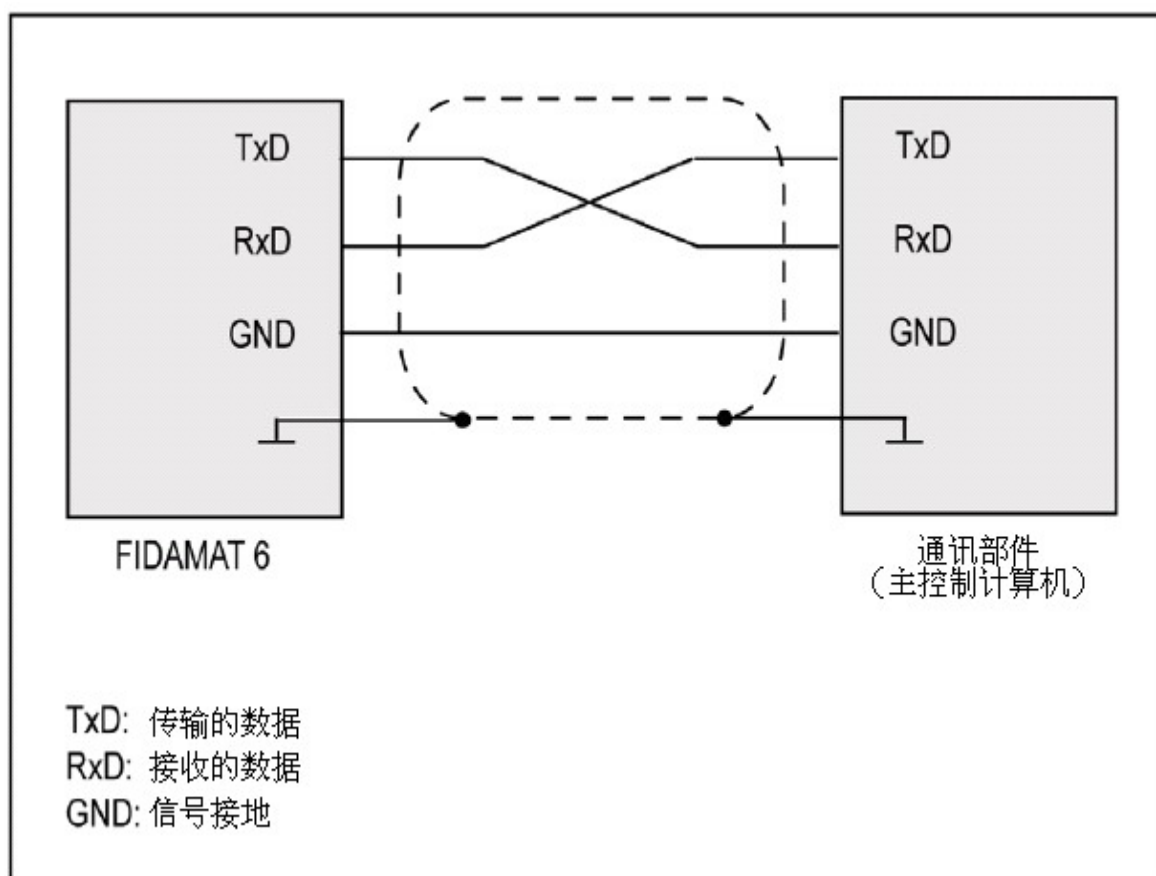 TxD
RxD
GND
TxD
RxD
GND
FIDAMAT 6
通讯部件
（主控制计算机）
TxD: 传输的数据
RxD: 接收的数据
GND: 信号接地